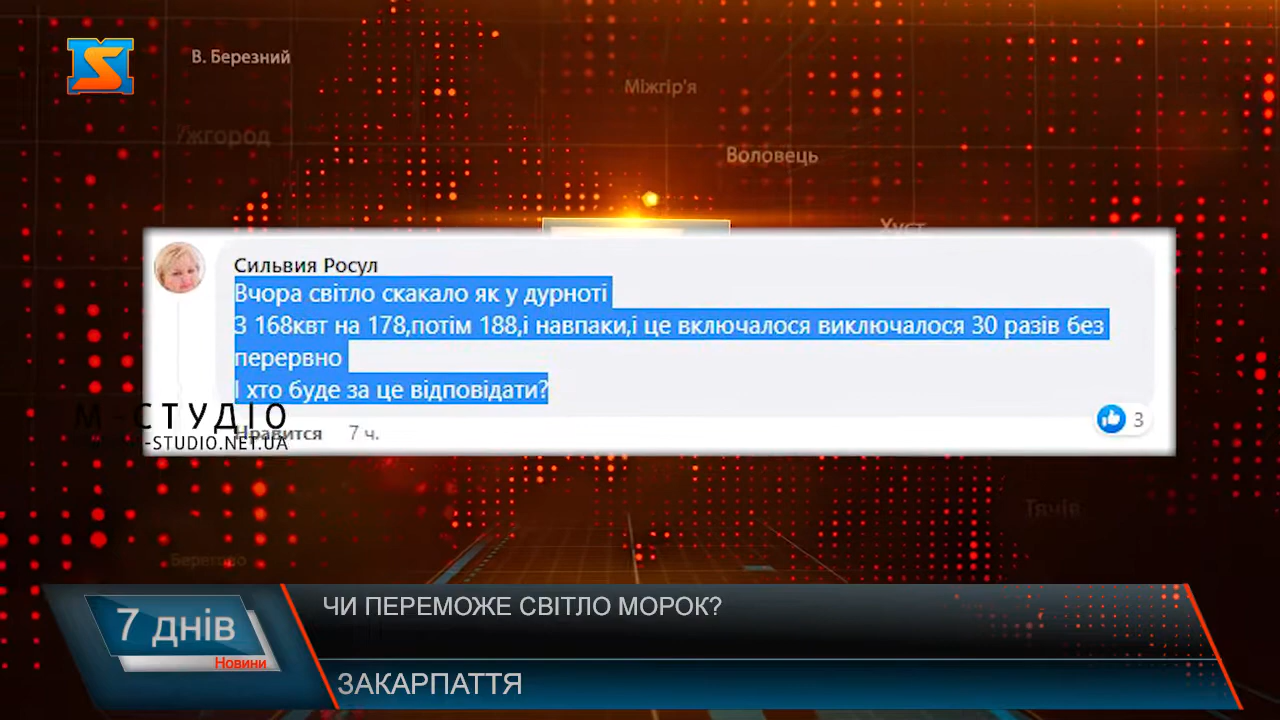 В. Березний
Міжгір'я
Ужгород
Воловець
Хуст
Сильвия Росул
Вчора світло скакало як у дурноті
З 168квт на 178,потім 188,і навпаки,і це включалося виключалося 30 разів без
перервно
І хто буде за це відповідати?
М-СТУДІО
Нравится 7 ч.
3
-STUDIO.NET.UA
Тячів
Берегово
7 днів
Новини
ЧИ ПЕРЕМОЖЕ СВІТЛО МОРОК?
ЗАКАРПАТТЯ